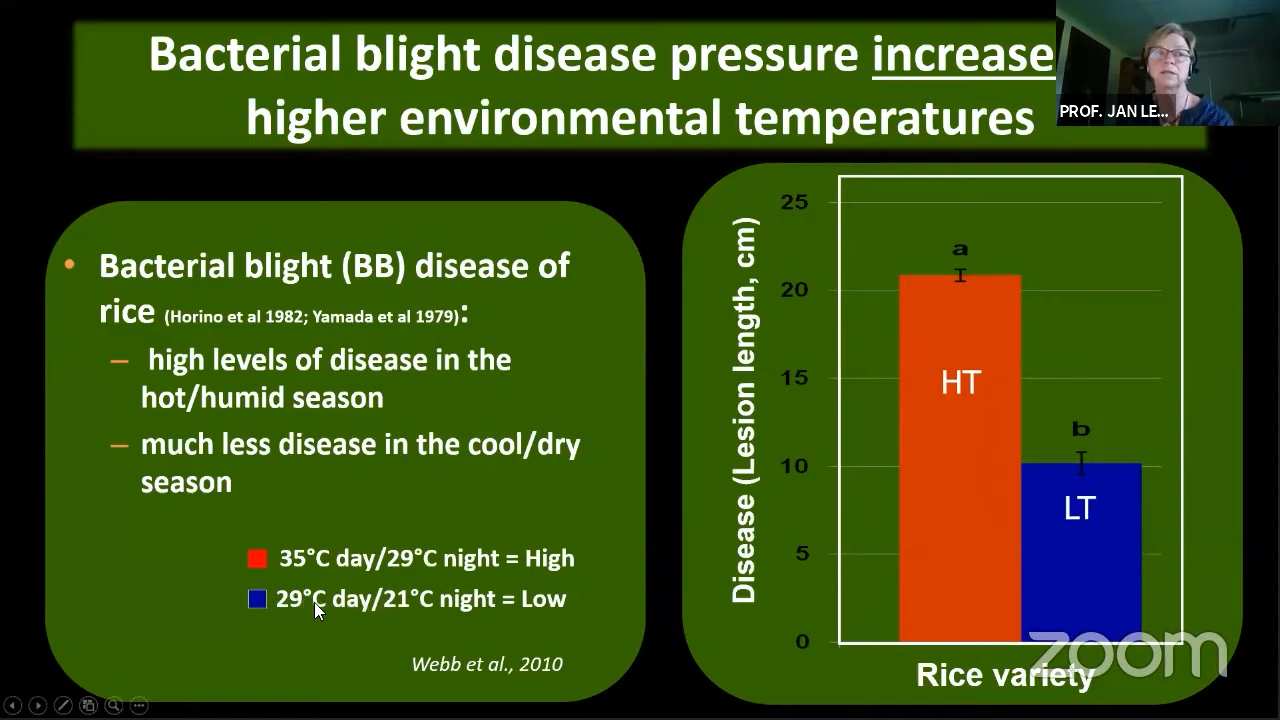 Bacterial blight disease pressure increase
higher environmental temperatures
PROF. JAN LE...
• Bacterial blight (BB) disease of
rice (Horino et al 1982; Yamada et al 1979):
– high levels of disease in the
hot/humid season
– much less disease in the cool/dry
season
35°C day/29°C night = High
29°C day/21°C night = Low
Webb et al., 2010
Disease (Lesion length, cm)
25
20
15
10
5
0
a
HT
b
LT
Rice variety
zoom